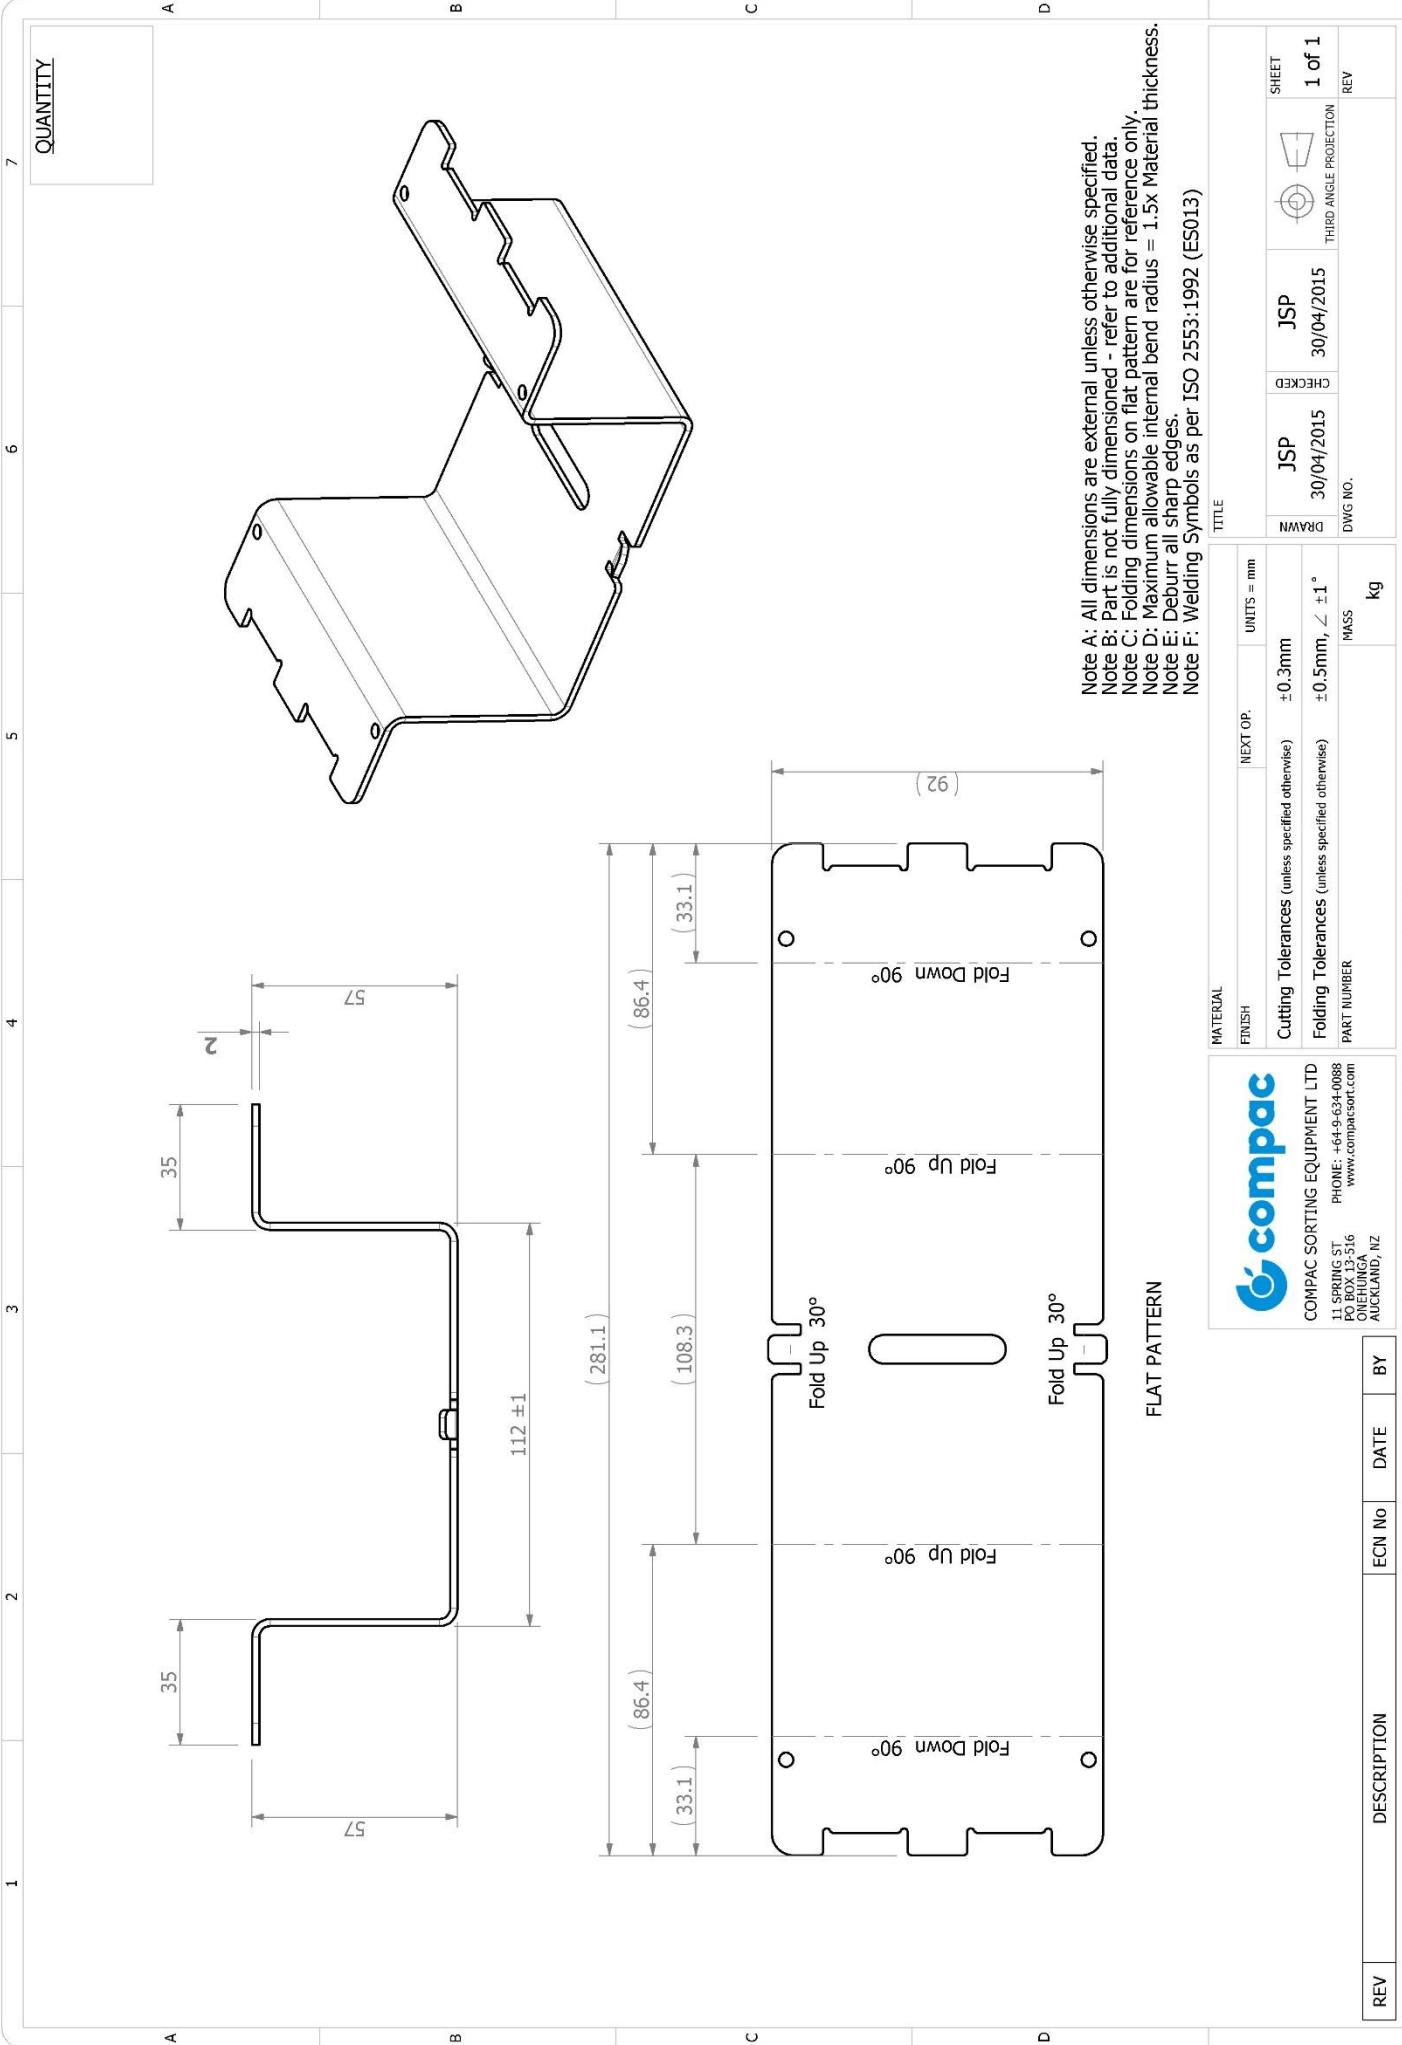 1
2
3
4
5
6
7
A
B
C
D
A
B
C
D
QUANTITY
35
35
2
57
57
112 ±1
( 281.1 )
( 86.4 )
( 86.4 )
( 33.1 )
( 108.3 )
( 33.1 )
( 92 )
Fold Down 90°
Fold Up 90°
Fold Up 90°
Fold Down 90°
Fold Up 30°
Fold Up 30°
FLAT PATTERN
Note A: All dimensions are external unless otherwise specified.
Note B: Part is not fully dimensioned - refer to additional data.
Note C: Folding dimensions on flat pattern are for reference only.
Note D: Maximum allowable internal bend radius = 1.5x Material thickness.
Note E: Deburr all sharp edges.
Note F: Welding Symbols as per ISO 2553:1992 (ES013)
REV
DESCRIPTION
ECN No
DATE
BY
compac
COMPAC SORTING EQUIPMENT LTD
11 SPRING ST
PO BOX 13-516
ONEHUNGA
AUCKLAND, NZ
PHONE: +64-9-634-0088
www.compacsort.com
MATERIAL
FINISH
NEXT OP.
UNITS = mm
Cutting Tolerances (unless specified otherwise) ±0.3mm
Folding Tolerances (unless specified otherwise) ±0.5mm, ∠ ±1°
PART NUMBER
MASS
kg
TITLE
DRAWN
JSP
30/04/2015
CHECKED
JSP
30/04/2015
THIRD ANGLE PROJECTION
SHEET
1 of 1
DWG NO.
REV